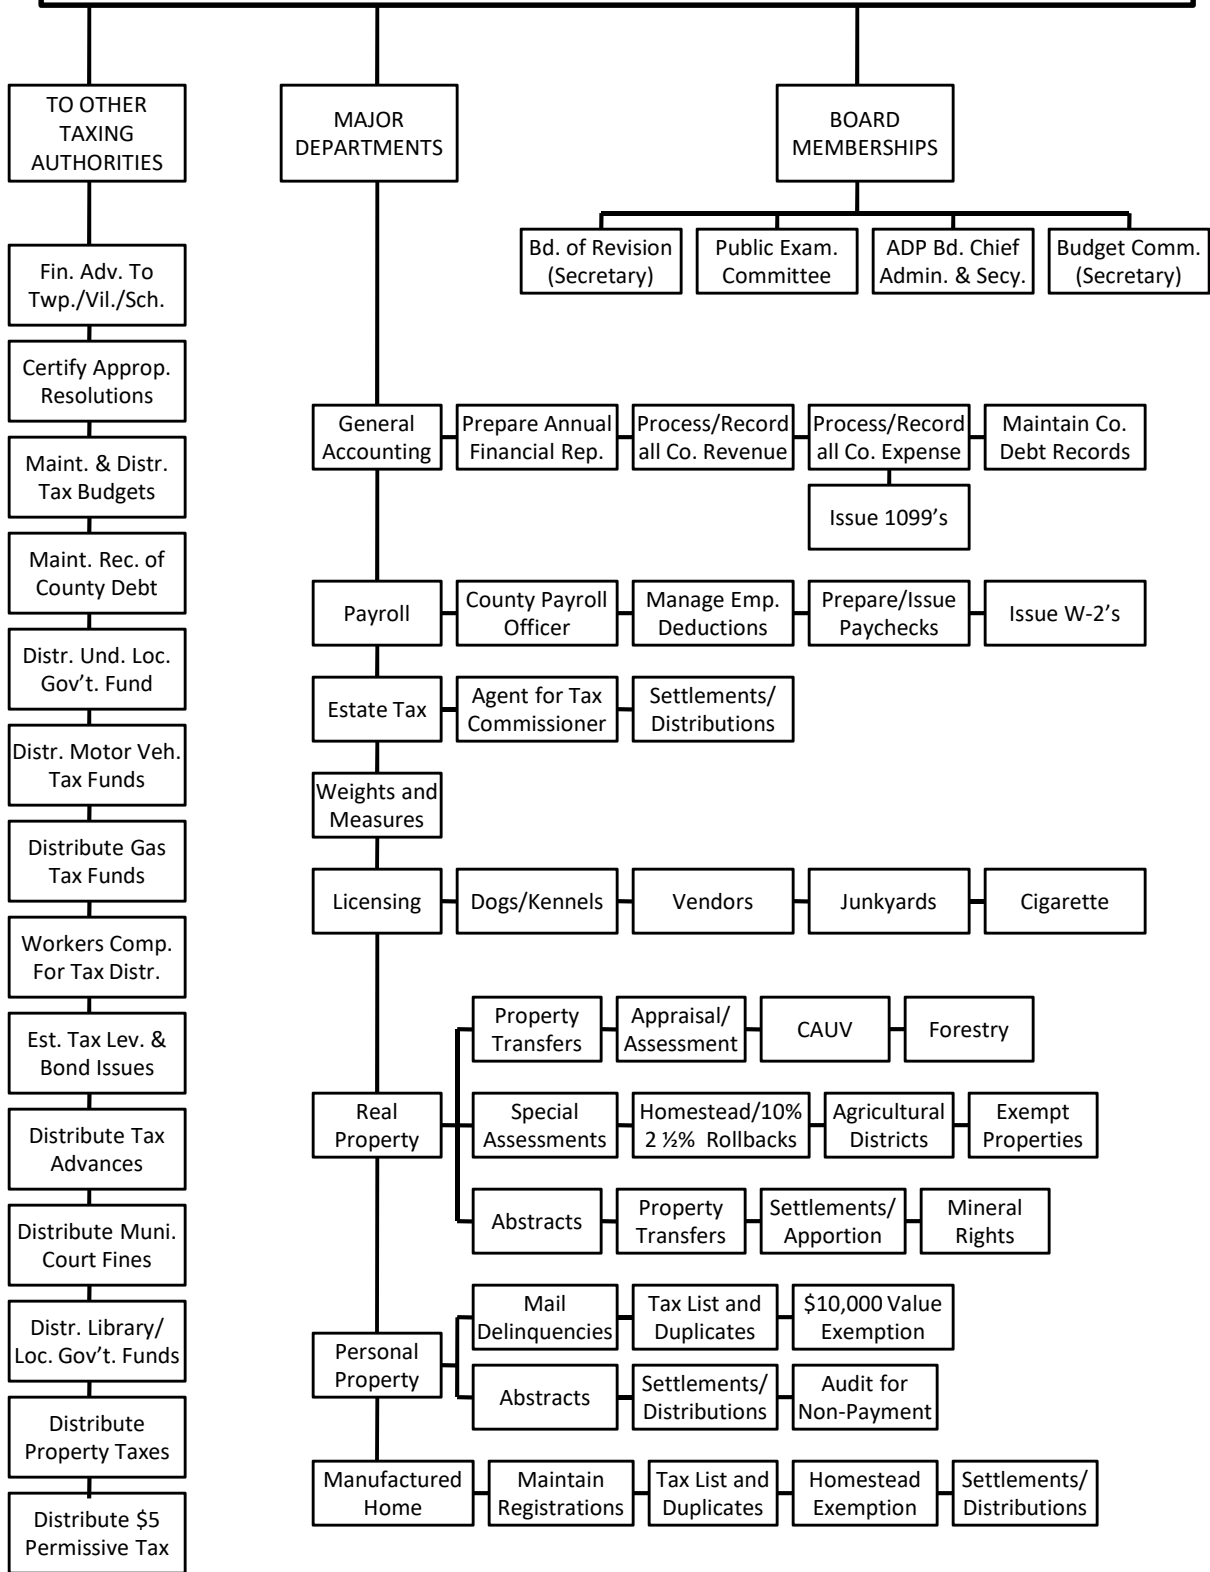 TO OTHER
TAXING
AUTHORITIES
MAJOR
DEPARTMENTS
BOARD
MEMBERSHIPS
Bd. of Revision
(Secretary)
Public Exam.
Committee
ADP Bd. Chief
Admin. & Secy.
Budget Comm.
(Secretary)
Fin. Adv. To
Twp./Vil./Sch.
Certify Approp.
Resolutions
Maint. & Distr.
Tax Budgets
Maint. Rec. of
County Debt
Distr. Und. Loc.
Gov’t. Fund
Distr. Motor Veh.
Tax Funds
Distribute Gas
Tax Funds
Workers Comp.
For Tax Distr.
Est. Tax Lev. &
Bond Issues
Distribute Tax
Advances
Distribute Muni.
Court Fines
Distr. Library/
Loc. Gov’t. Funds
Distribute
Property Taxes
Distribute $5
Permissive Tax
General
Accounting
Prepare Annual
Financial Rep.
Process/Record
all Co. Revenue
Process/Record
all Co. Expense
Maintain Co.
Debt Records
Issue 1099’s
Payroll
County Payroll
Officer
Manage Emp.
Deductions
Prepare/Issue
Paychecks
Issue W-2’s
Estate Tax
Agent for Tax
Commissioner
Settlements/
Distributions
Weights and
Measures
Licensing
Dogs/Kennels
Vendors
Junkyards
Cigarette
Real
Property
Property
Transfers
Appraisal/
Assessment
CAUV
Forestry
Special
Assessments
Homestead/10%
2 ½% Rollbacks
Agricultural
Districts
Exempt
Properties
Abstracts
Property
Transfers
Settlements/
Apportion
Mineral
Rights
Personal
Property
Mail
Delinquencies
Tax List and
Duplicates
$10,000 Value
Exemption
Abstracts
Settlements/
Distributions
Audit for
Non-Payment
Manufactured
Home
Maintain
Registrations
Tax List and
Duplicates
Homestead
Exemption
Settlements/
Distributions